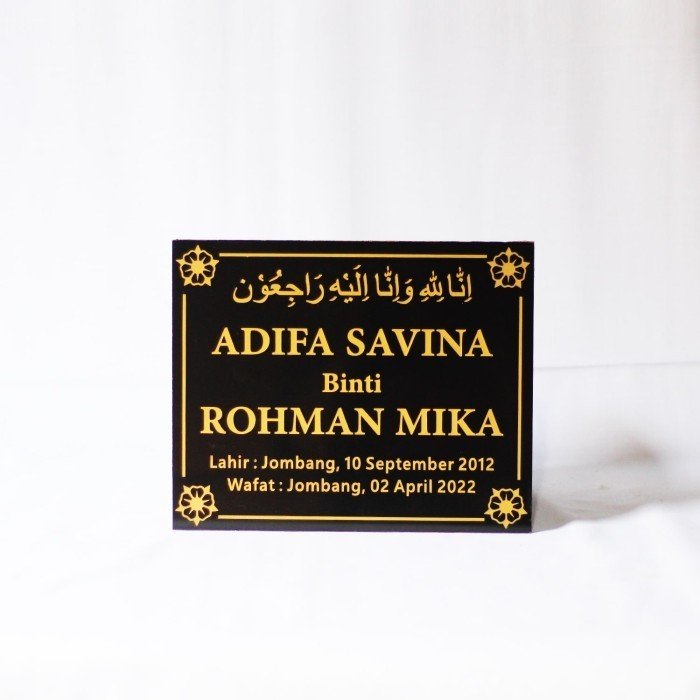 اِنَّا لِلّٰهِ وَاِنَّا اِلَيْهِ رَاجِعُوْن
ADIFA SAVINA
Binti
ROHMAN MIKA
Lahir : Jombang, 10 September 2012
Wafat : Jombang, 02 April 2022